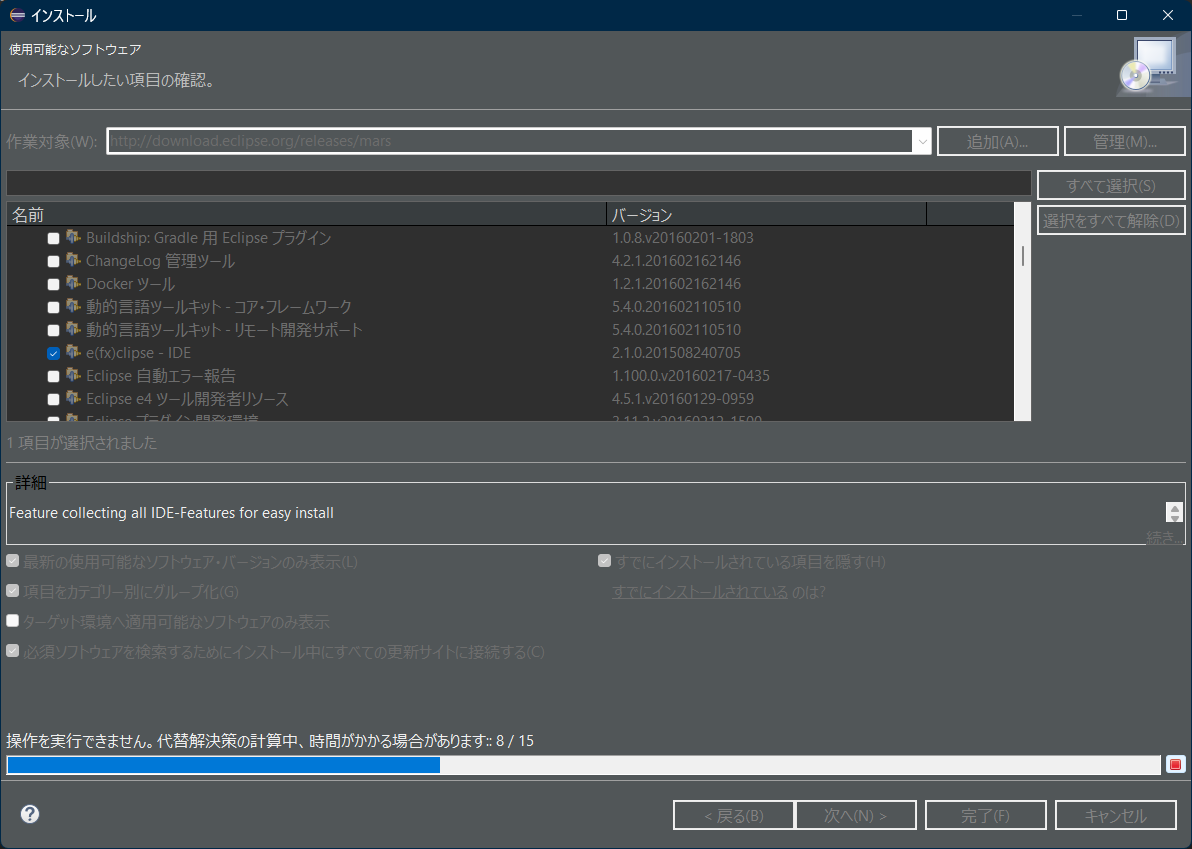 インストール
使用可能なソフトウェア
インストールしたい項目の確認。
作業対象(W): http://download.eclipse.org/releases/mars 追加(A)... 管理(M)...
すべて選択(S)
名前 バージョン
選択をすべて解除(D)
Buildship: Gradle 用 Eclipse プラグイン 1.0.8.v20160201-1803
ChangeLog 管理ツール 4.2.1.201602162146
Docker ツール 1.2.1.201602162146
動的言語ツールキット - コア・フレームワーク 5.4.0.201602110510
動的言語ツールキット - リモート開発サポート 5.4.0.201602110510
e(fx)clipse - IDE 2.1.0.201508240705
Eclipse 自動エラー報告 1.100.0.v20160217-0435
Eclipse e4 ツール開発者リソース 4.5.1.v20160129-0959
Eclipse プラグイン開発環境 3.11.2.v20160212-1500
1 項目が選択されました
詳細
Feature collecting all IDE-Features for easy install
続き...
最新の使用可能なソフトウェア・バージョンのみ表示(L) すでにインストールされている項目を隠す(H)
項目をカテゴリー別にグループ化(G) すでにインストールされている のは?
ターゲット環境へ適用可能なソフトウェアのみ表示
必須ソフトウェアを検索するためにインストール中にすべての更新サイトに接続する(C)
操作を実行できません。代替解決策の計算中、時間がかかる場合があります:: 8 / 15
< 戻る(B) 次へ(N) > 完了(F) キャンセル